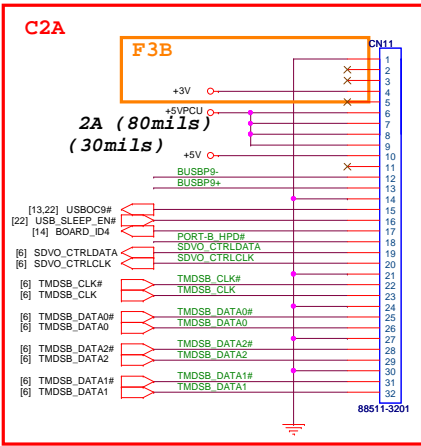 C2A
F3B
CN11
1
2
3
+3V 4
5
+5VPCU 6
2A (80mils) 7
8
(30mils) 9
+5V 10
11
BUSBP9- 12
BUSBP9+ 13
14
[13,22] USBOC9# 15
[22] USB_SLEEP_EN# 16
[14] BOARD_ID4 17
PORT-B_HPD# 18
[6] SDVO_CTRLDATA SDVO_CTRLDATA 19
[6] SDVO_CTRLCLK SDVO_CTRLCLK 20
21
[6] TMDSB_CLK# TMDSB_CLK# 22
[6] TMDSB_CLK TMDSB_CLK 23
24
[6] TMDSB_DATA0# TMDSB_DATA0# 25
[6] TMDSB_DATA0 TMDSB_DATA0 26
27
[6] TMDSB_DATA2# TMDSB_DATA2# 28
[6] TMDSB_DATA2 TMDSB_DATA2 29
30
[6] TMDSB_DATA1# TMDSB_DATA1# 31
[6] TMDSB_DATA1 TMDSB_DATA1 32
88511-3201